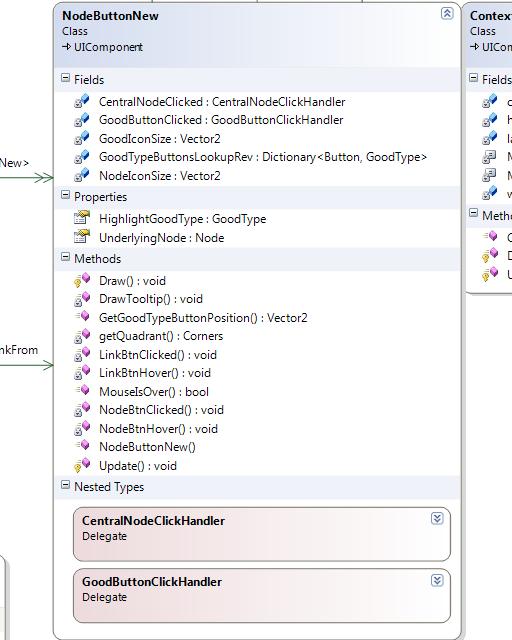 NodeButtonNew
Class
UIComponent
Fields
CentralNodeClicked : CentralNodeClickHandler
GoodButtonClicked : GoodButtonClickHandler
GoodIconSize : Vector2
GoodTypeButtonsLookupRev : Dictionary<Button, GoodType>
NodeIconSize : Vector2
Properties
HighlightGoodType : GoodType
UnderlyingNode : Node
Methods
Draw() : void
DrawTooltip() : void
GetGoodTypeButtonPosition() : Vector2
getQuadrant() : Corners
LinkBtnClicked() : void
LinkBtnHover() : void
MouseIsOver() : bool
NodeBtnClicked() : void
NodeBtnHover() : void
NodeButtonNew()
Update() : void
Nested Types
CentralNodeClickHandler
Delegate
GoodButtonClickHandler
Delegate
New>
nkFrom
Context
Class
UICom
Fields
Metho